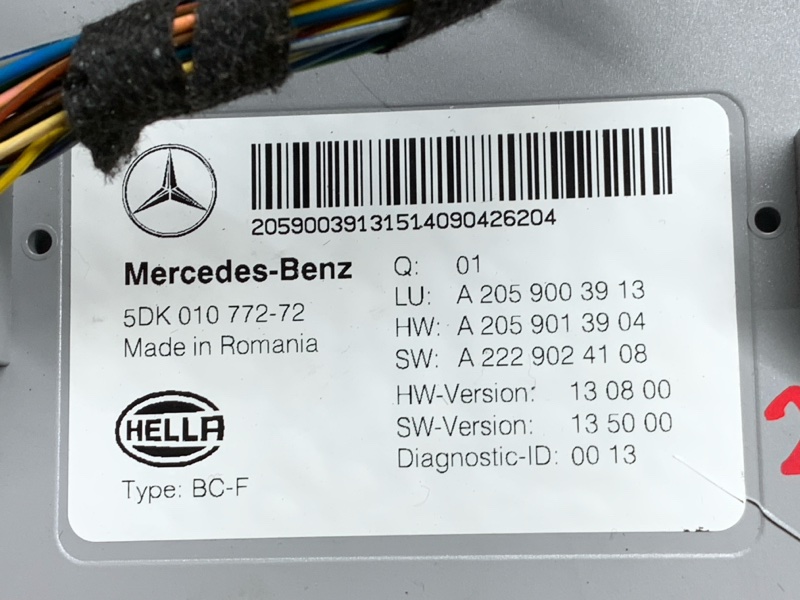 20590039131514090426204
Mercedes-Benz
5DK 010 772-72
Made in Romania
HELLA
Type: BC-F
Q: 01
LU: A 205 900 39 13
HW: A 205 901 39 04
SW: A 222 902 41 08
HW-Version: 13 08 00
SW-Version: 13 50 00
Diagnostic-ID: 00 13
2